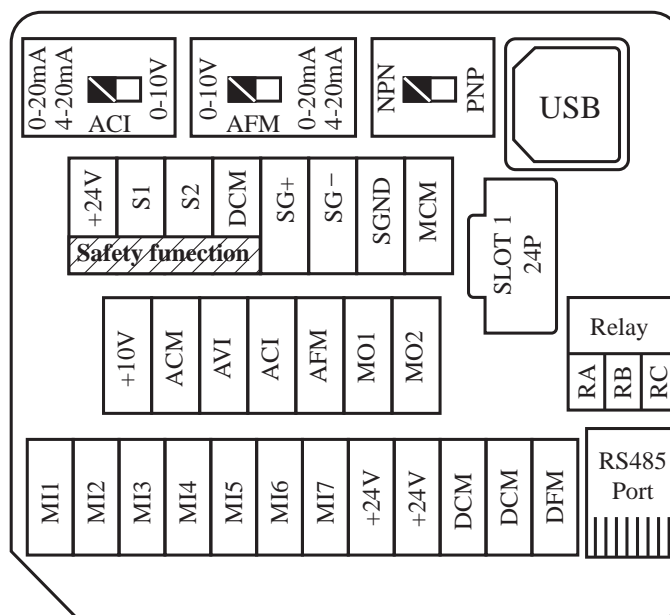 0-20mA
4-20mA
ACI
0-10V
0-10V
AFM
0-20mA
4-20mA
NPN
PNP
USB
+24V
S1
S2
DCM
SG+
SG−
SGND
MCM
Safety funection
SLOT 1
24P
+10V
ACM
AVI
ACI
AFM
MO1
MO2
Relay
RA
RB
RC
MI1
MI2
MI3
MI4
MI5
MI6
MI7
+24V
+24V
DCM
DCM
DFM
RS485
Port